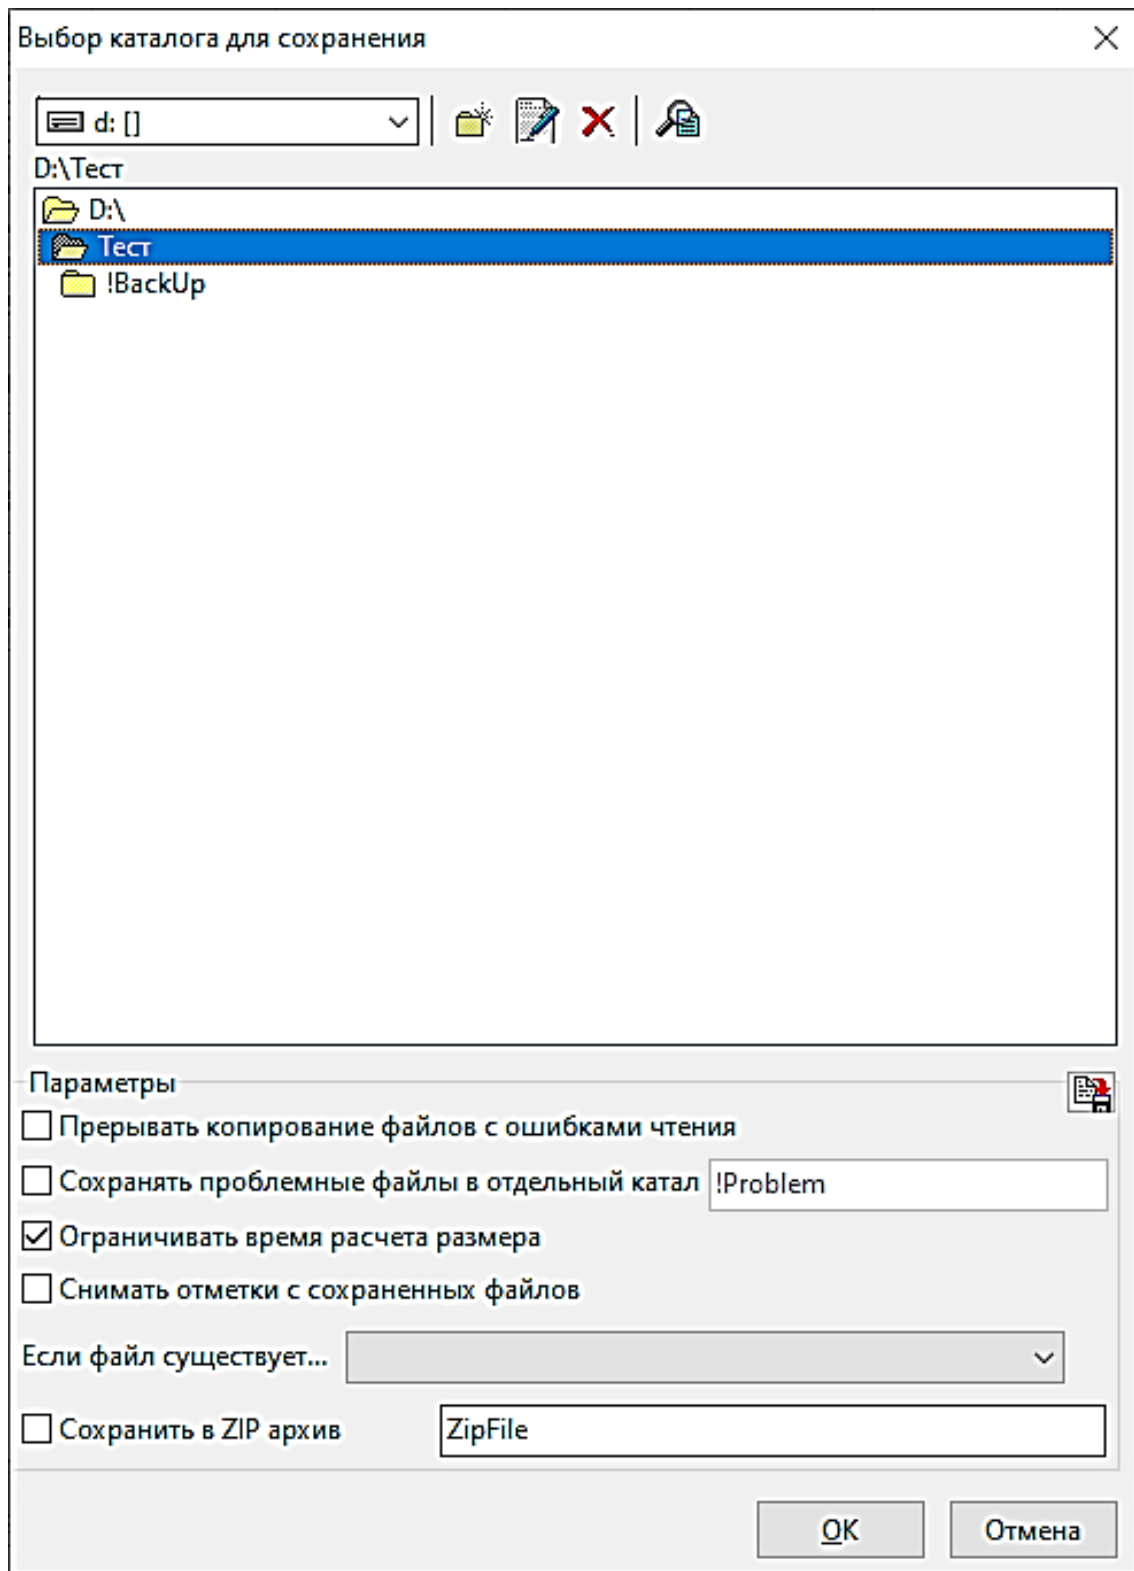 Выбор каталога для сохранения
d: []
D:\Тест
D:\
Тест
!BackUp
Параметры
Прерывать копирование файлов с ошибками чтения
Сохранять проблемные файлы в отдельный катал !Problem
Ограничивать время расчета размера
Снимать отметки с сохраненных файлов
Если файл существует...
Сохранить в ZIP архив ZipFile
OK Отмена